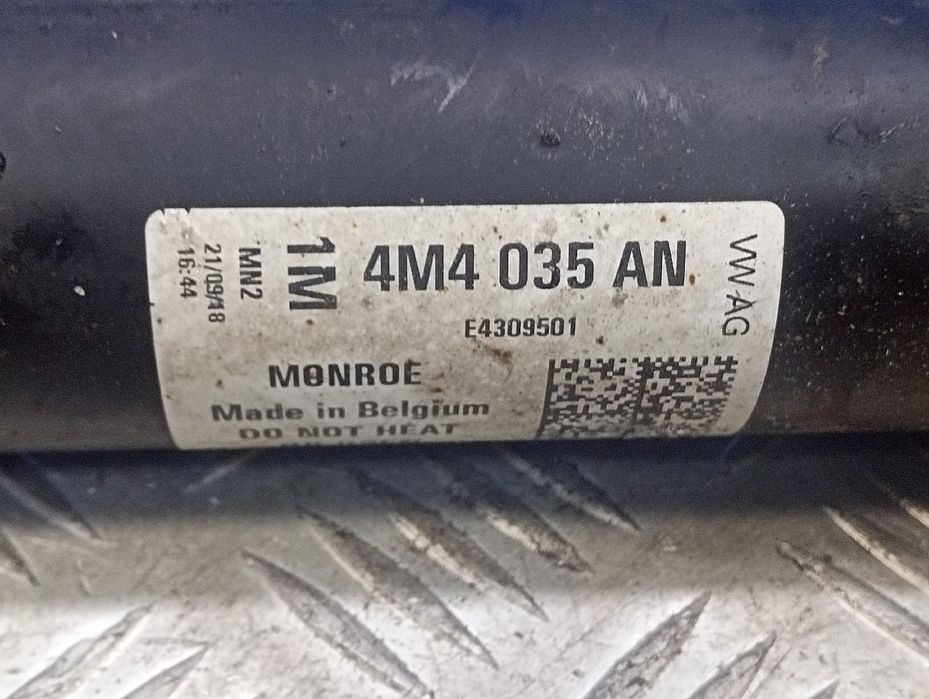 4M4 035 AN
E4309501
MONROE
Made in Belgium
DO NOT HEAT
1M
MN2
21/09/18
16:44
VW AG